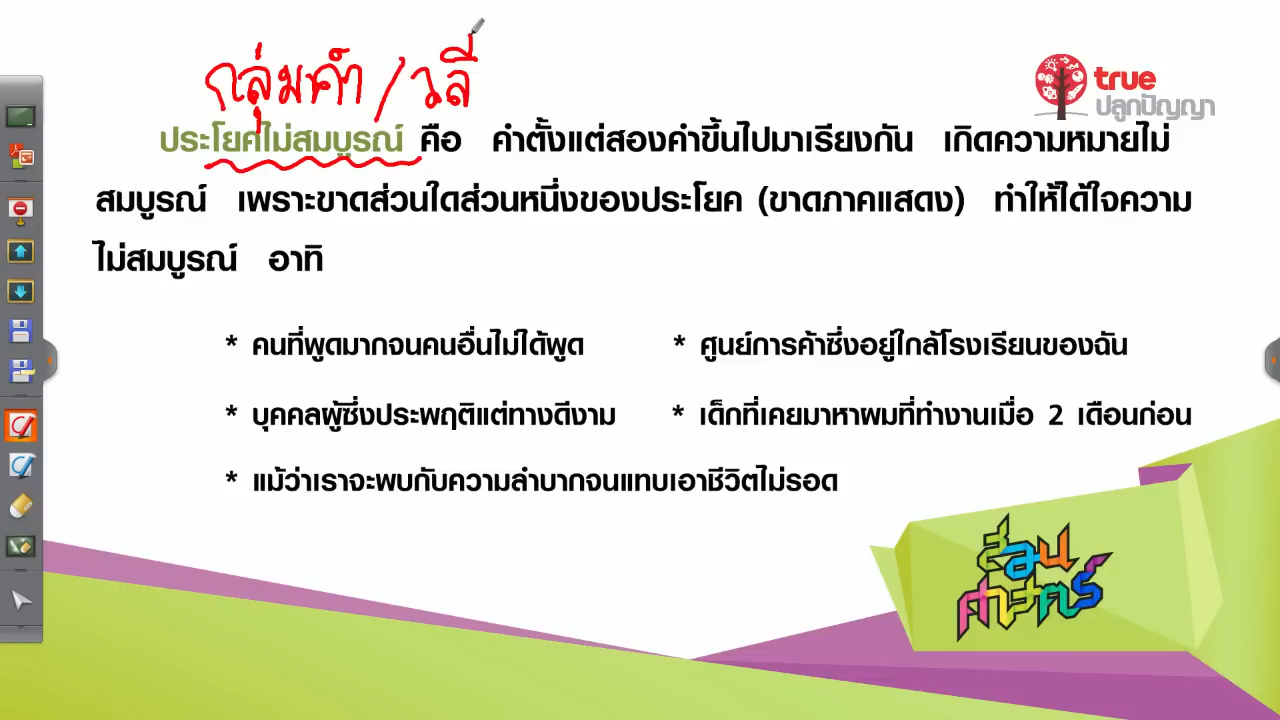 กลุ่มคำ / วลี
true
ปลูกปัญญา
ประโยคไม่สมบูรณ์ คือ คำตั้งแต่สองคำขึ้นไปมาเรียงกัน เกิดความหมายไม่
สมบูรณ์ เพราะขาดส่วนใดส่วนหนึ่งของประโยค (ขาดภาคแสดง) ทำให้ได้ใจความ
ไม่สมบูรณ์ อาทิ
* คนที่พูดมากจนคนอื่นไม่ได้พูด * ศูนย์การค้าซึ่งอยู่ใกล้โรงเรียนของฉัน
* บุคคลผู้ซึ่งประพฤติแต่ทางดีงาม * เด็กที่เคยมาหาผมที่ทำงานเมื่อ 2 เดือนก่อน
* แม้ว่าเราจะพบกับความลำบากจนแทบเอาชีวิตไม่รอด
สอน
ศาสตร์